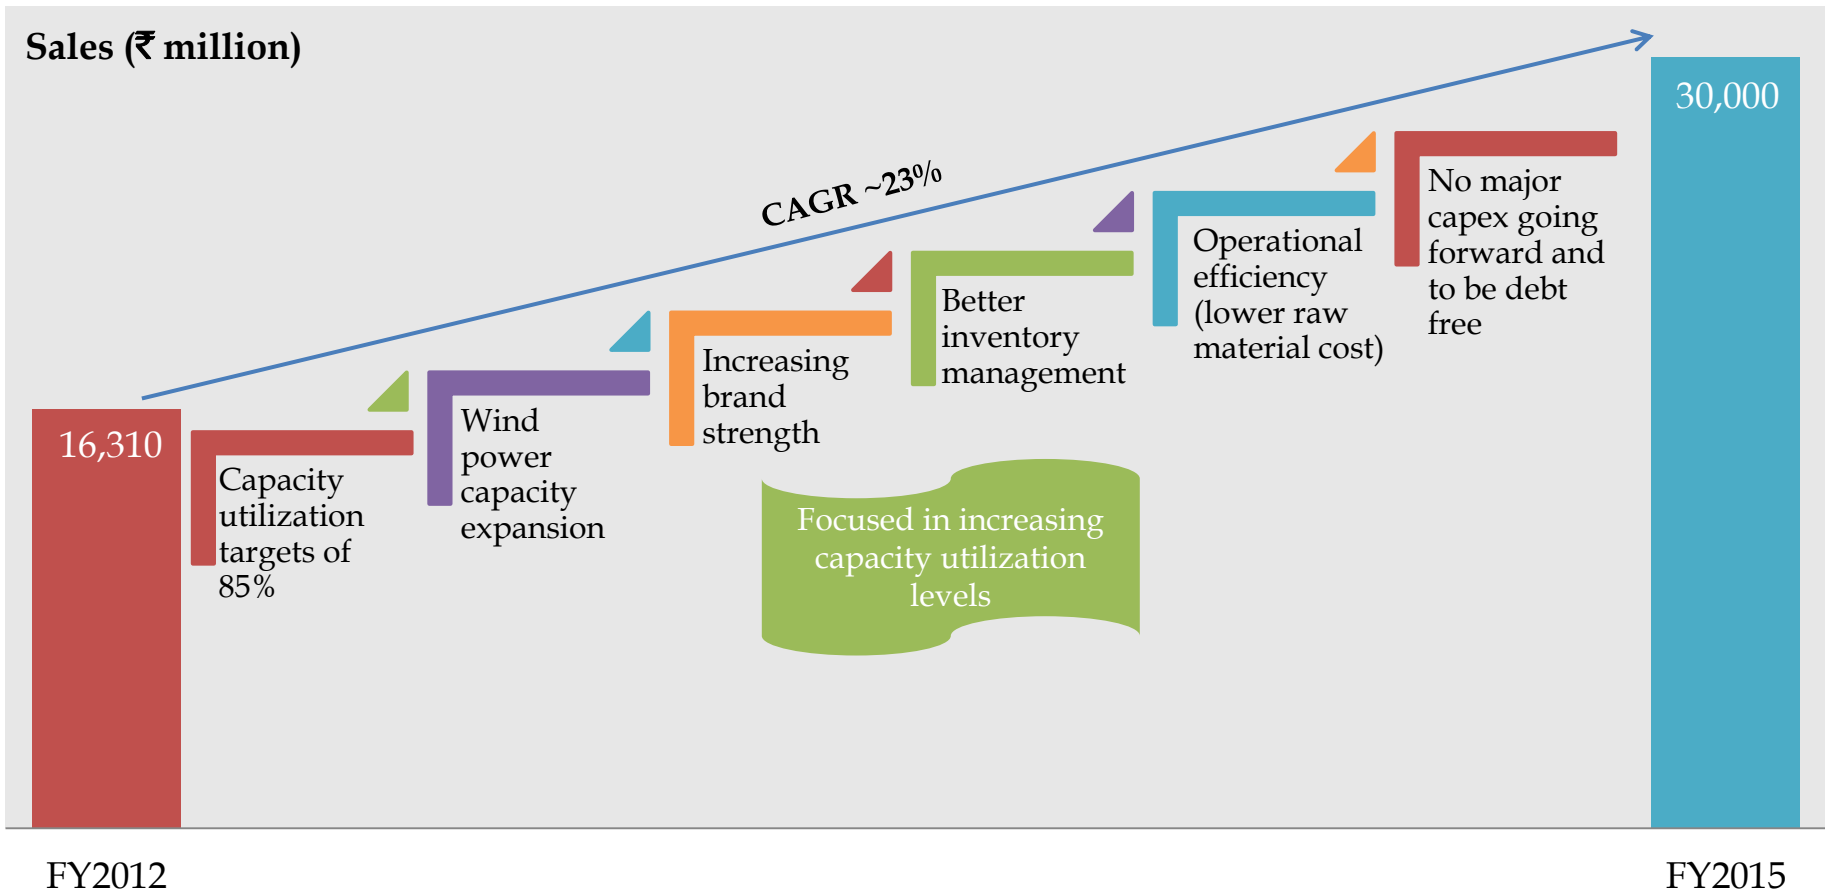 Sales (₹ million)
30,000
CAGR ~23%
No major
capex going
forward and
to be debt
free
Operational
efficiency
(lower raw
material cost)
Better
inventory
management
Increasing
brand
strength
Wind
power
capacity
expansion
16,310
Capacity
utilization
targets of
85%
Focused in increasing
capacity utilization
levels
FY2012
FY2015